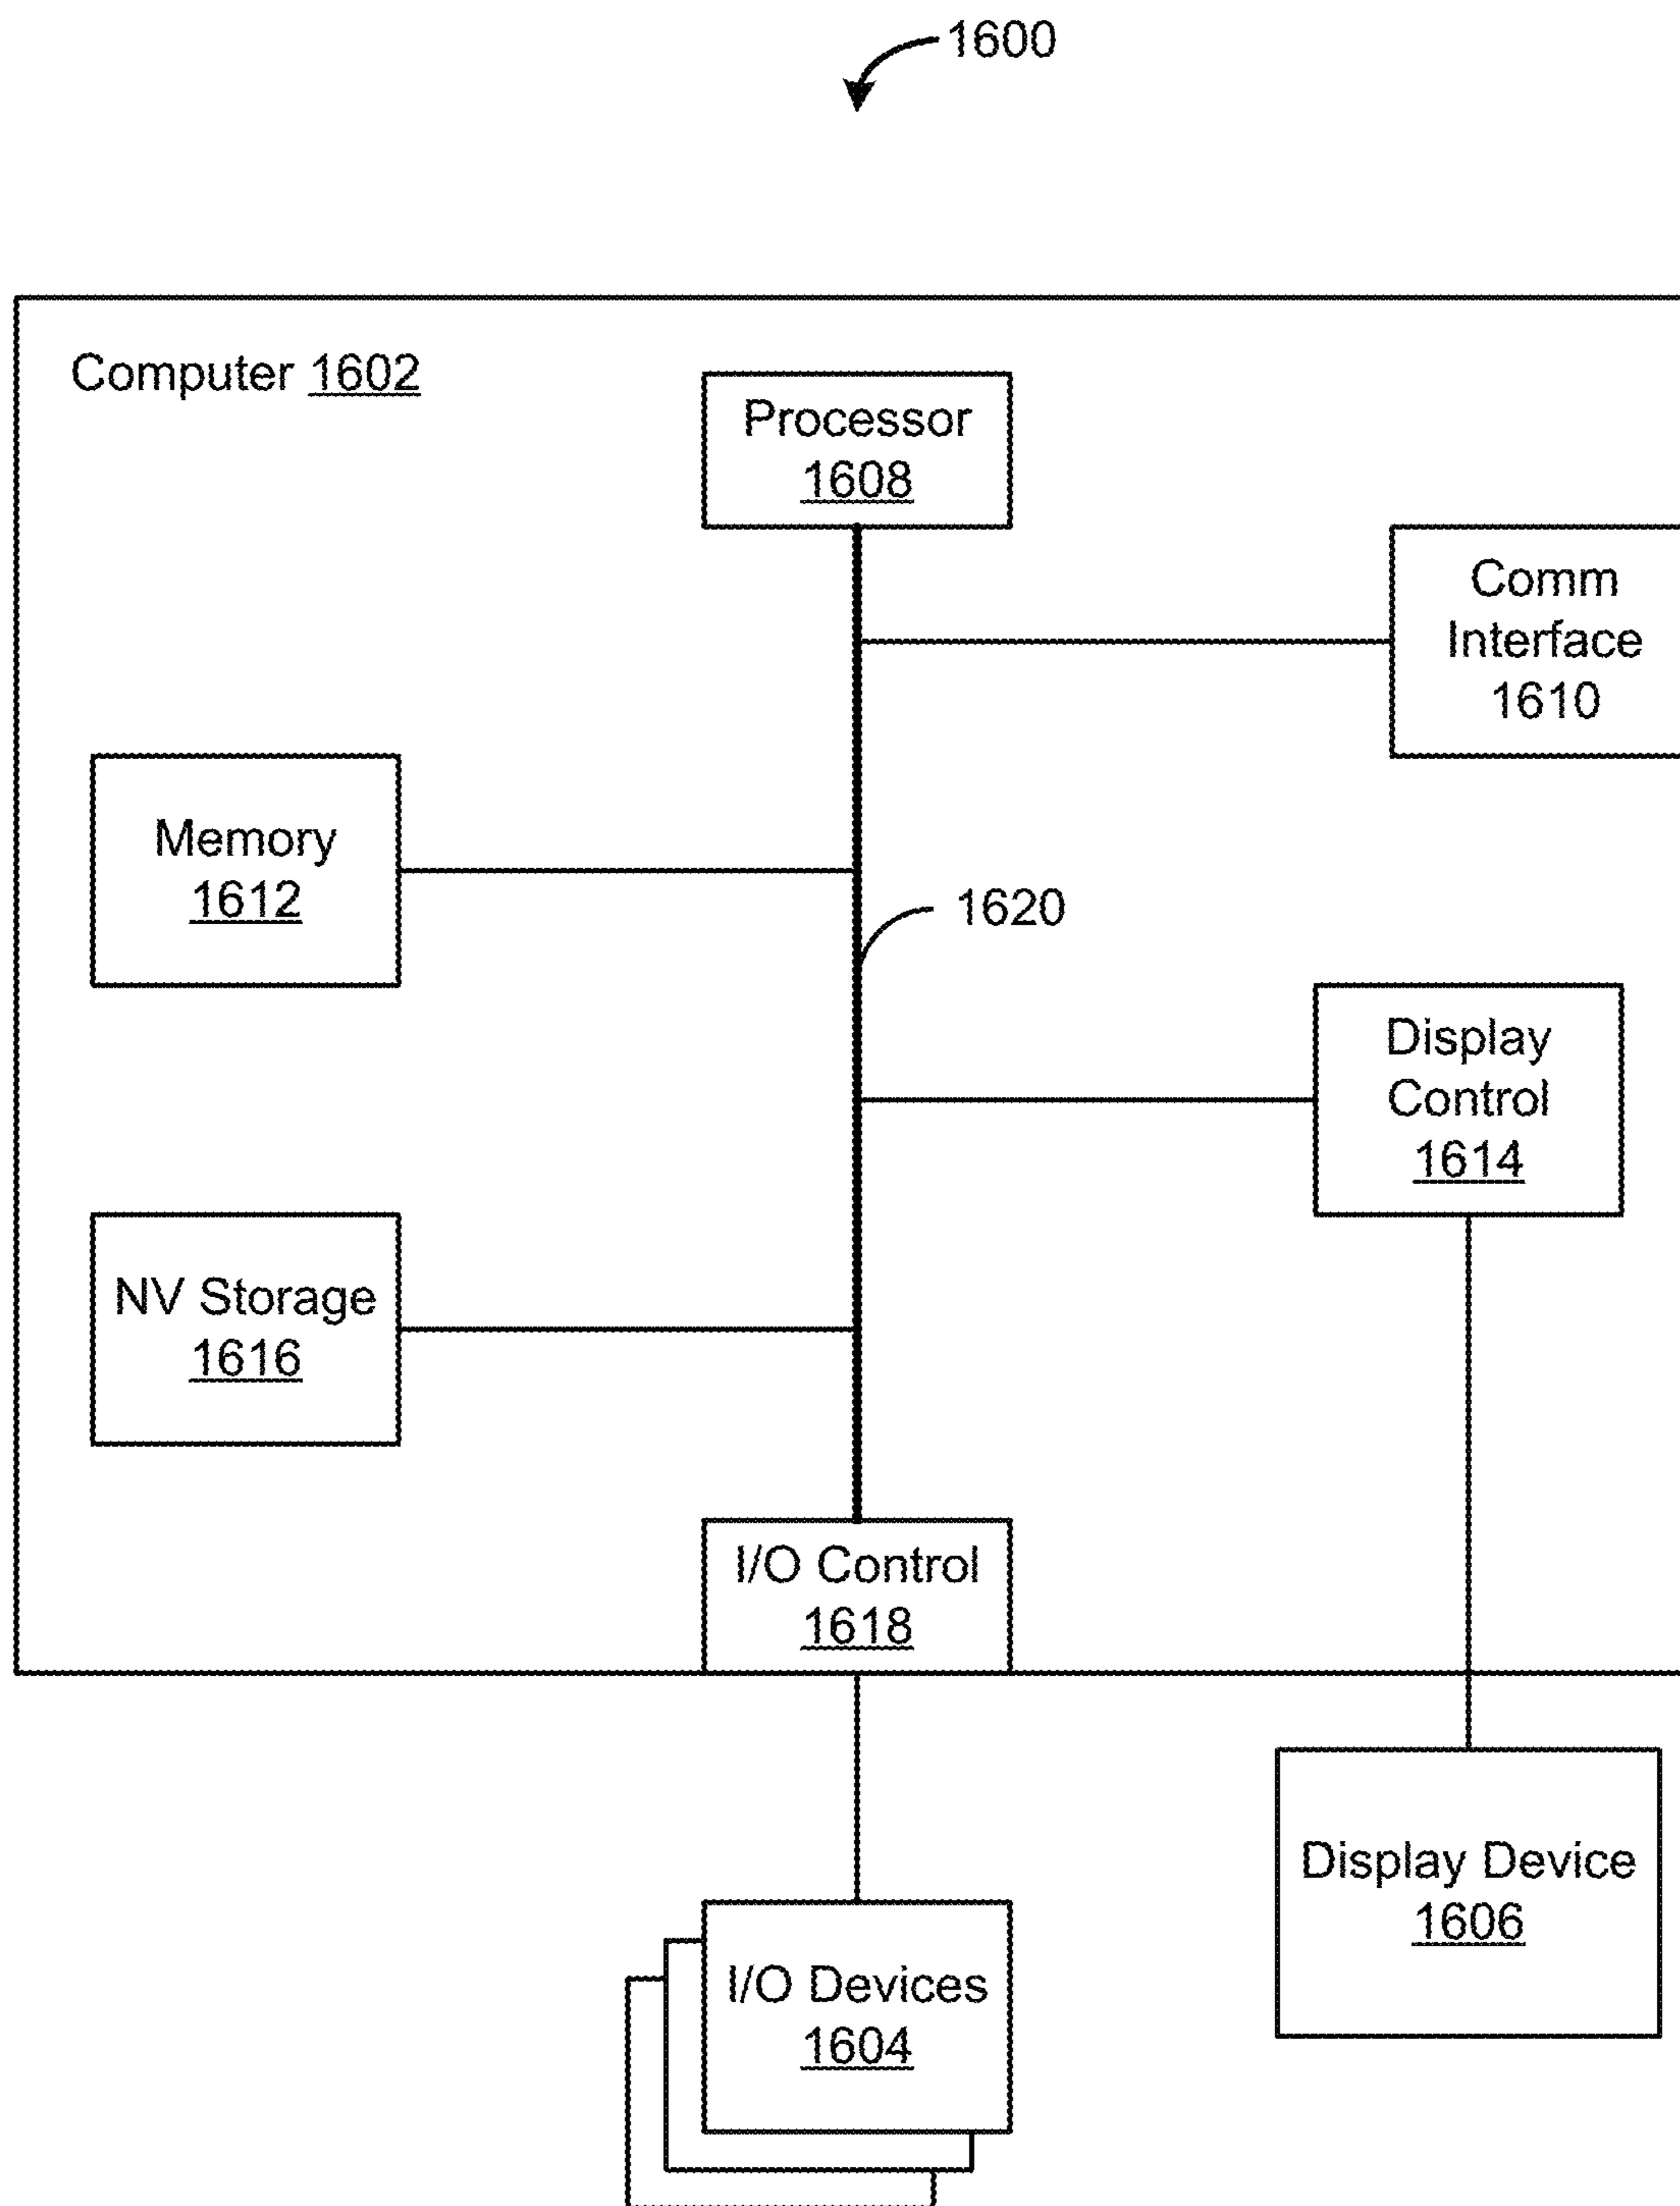 1600
Computer 1602
Processor
1608
Comm
Interface
1610
Memory
1612
1620
Display
Control
1614
NV Storage
1616
I/O Control
1618
Display Device
1606
I/O Devices
1604